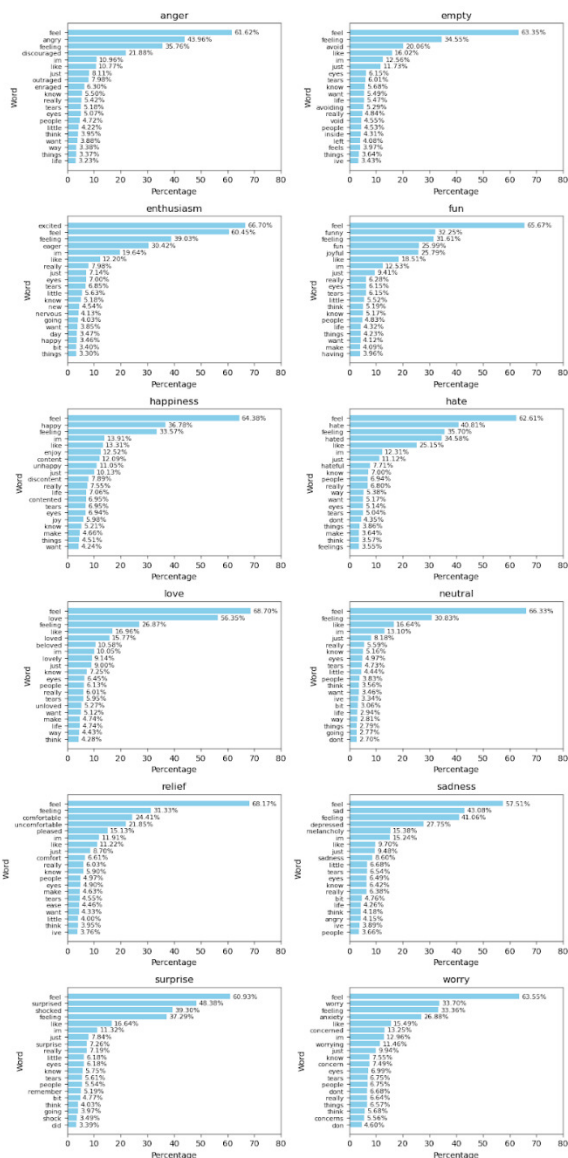 anger
feel 61.62%
angry 43.96%
feeling 35.76%
discouraged 21.88%
im 10.96%
like 10.77%
just 8.11%
outraged 7.98%
enraged 6.30%
know 5.50%
really 5.42%
tears 5.18%
eyes 5.07%
people 4.72%
little 4.22%
think 3.95%
want 3.88%
way 3.38%
things 3.37%
life 3.23%
0 10 20 30 40 50 60 70 80
Percentage
Word
empty
feel 63.35%
feeling 34.55%
avoid 20.06%
like 16.02%
im 12.56%
just 11.73%
eyes 6.15%
tears 6.01%
know 5.68%
want 5.49%
life 5.47%
avoiding 5.29%
really 4.84%
void 4.55%
people 4.53%
inside 4.31%
left 4.08%
feels 3.97%
things 3.64%
ive 3.43%
0 10 20 30 40 50 60 70 80
Percentage
Word
enthusiasm
excited 66.70%
feel 60.45%
feeling 39.03%
eager 30.42%
im 19.64%
like 12.20%
really 7.98%
just 7.14%
eyes 7.00%
tears 6.85%
little 5.63%
know 5.18%
new 4.54%
nervous 4.13%
going 4.03%
want 3.85%
day 3.47%
happy 3.46%
bit 3.40%
things 3.30%
0 10 20 30 40 50 60 70 80
Percentage
Word
fun
feel 65.67%
funny 32.25%
feeling 31.61%
fun 25.99%
joyful 25.79%
like 18.51%
im 12.53%
just 9.41%
really 6.28%
eyes 6.15%
tears 6.15%
little 5.52%
think 5.19%
know 5.17%
people 4.83%
life 4.32%
things 4.23%
want 4.12%
make 4.09%
having 3.96%
0 10 20 30 40 50 60 70 80
Percentage
Word
happiness
feel 64.38%
happy 36.78%
feeling 33.57%
im 13.91%
like 13.31%
enjoy 12.52%
content 12.09%
unhappy 11.05%
just 10.13%
discontent 7.89%
really 7.55%
life 7.06%
contented 6.95%
tears 6.95%
eyes 6.94%
joy 5.98%
know 5.21%
make 4.66%
things 4.51%
want 4.24%
0 10 20 30 40 50 60 70 80
Percentage
Word
hate
feel 62.61%
hate 40.81%
feeling 35.70%
hated 34.58%
like 25.15%
im 12.31%
just 11.12%
hateful 7.71%
know 7.00%
people 6.94%
really 6.80%
way 5.38%
want 5.17%
eyes 5.14%
tears 5.04%
dont 4.35%
things 3.86%
make 3.64%
think 3.57%
feelings 3.55%
0 10 20 30 40 50 60 70 80
Percentage
Word
love
feel 68.70%
love 56.35%
feeling 26.87%
like 16.96%
loved 15.77%
beloved 10.58%
im 10.05%
lovely 9.14%
just 9.00%
know 7.25%
eyes 6.45%
people 6.13%
really 6.01%
tears 5.95%
unloved 5.27%
want 5.12%
make 4.74%
life 4.74%
way 4.43%
think 4.28%
0 10 20 30 40 50 60 70 80
Percentage
Word
neutral
feel 66.33%
feeling 30.83%
like 16.64%
im 13.10%
just 8.18%
really 5.59%
know 5.16%
eyes 4.97%
tears 4.73%
little 4.44%
people 3.83%
think 3.56%
want 3.46%
ive 3.34%
bit 3.06%
life 2.94%
way 2.81%
things 2.79%
going 2.77%
dont 2.70%
0 10 20 30 40 50 60 70 80
Percentage
Word
relief
feel 68.17%
feeling 31.33%
comfortable 24.41%
uncomfortable 21.85%
pleased 15.13%
im 11.91%
like 11.22%
just 8.70%
comfort 6.61%
really 6.03%
know 5.90%
people 4.97%
eyes 4.90%
make 4.63%
tears 4.55%
ease 4.46%
want 4.33%
little 4.00%
think 3.95%
ive 3.76%
0 10 20 30 40 50 60 70 80
Percentage
Word
sadness
feel 57.51%
sad 43.08%
feeling 41.06%
depressed 27.75%
melancholy 15.38%
im 15.24%
like 9.70%
just 9.48%
sadness 8.60%
little 6.68%
tears 6.54%
eyes 6.49%
know 6.42%
really 6.38%
bit 4.76%
life 4.26%
think 4.18%
angry 4.15%
ive 3.89%
people 3.66%
0 10 20 30 40 50 60 70 80
Percentage
Word
surprise
feel 60.93%
surprised 48.38%
shocked 39.30%
feeling 37.29%
like 16.64%
im 11.32%
just 7.84%
surprise 7.26%
really 7.19%
little 6.18%
eyes 6.18%
know 5.75%
tears 5.61%
people 5.54%
remember 5.19%
bit 4.77%
think 4.03%
going 3.97%
shock 3.49%
did 3.39%
0 10 20 30 40 50 60 70 80
Percentage
Word
worry
feel 63.55%
worry 33.70%
feeling 33.36%
anxiety 26.88%
like 15.49%
concerned 13.25%
im 12.96%
worrying 11.46%
just 9.94%
know 7.55%
concern 7.49%
eyes 6.99%
tears 6.75%
people 6.75%
dont 6.68%
really 6.64%
things 6.57%
think 5.68%
concerns 5.56%
don 4.60%
0 10 20 30 40 50 60 70 80
Percentage
Word